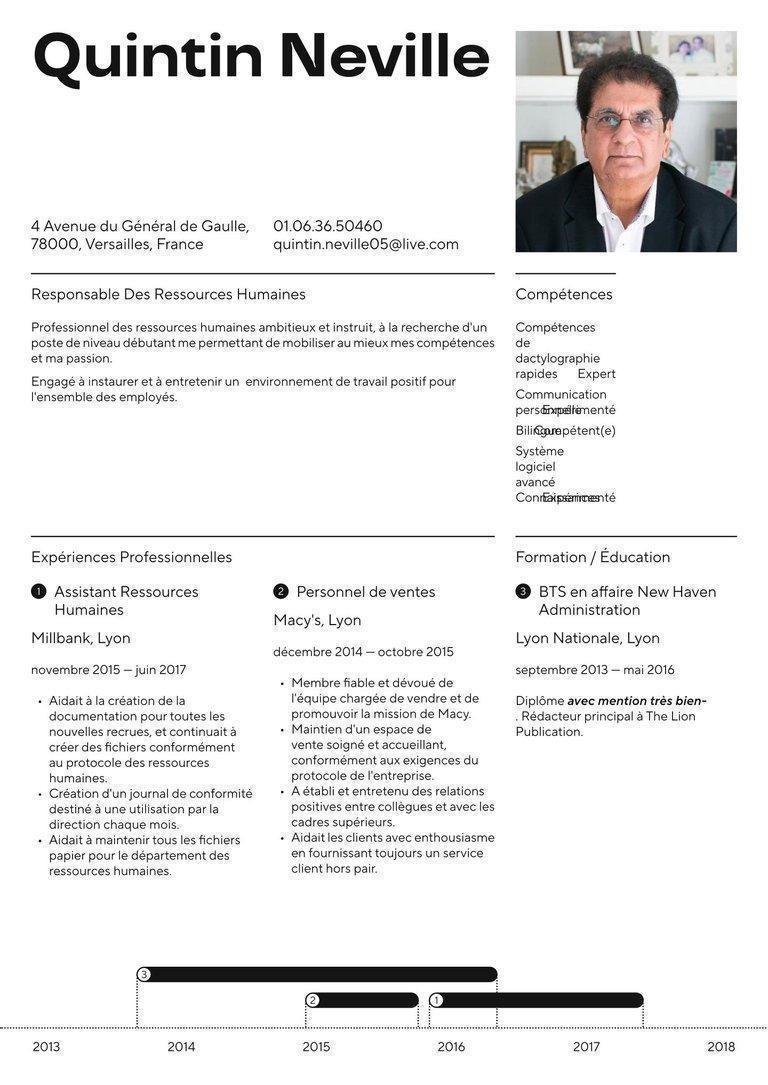 Quintin Neville
4 Avenue du Général de Gaulle,
78000, Versailles, France
01.06.36.50460
quintin.neville05@live.com
Responsable Des Ressources Humaines
Professionnel des ressources humaines ambitieux et instruit, à la recherche d'un
poste de niveau débutant me permettant de mobiliser au mieux mes compétences
et ma passion.
Engagé à instaurer et à entretenir un environnement de travail positif pour
l'ensemble des employés.
Compétences
Compétences
de
dactylographie
rapides Expert
Communication
personnelle Expérimenté
Bilingue Compétent(e)
Système
logiciel
avancé
Connaissances Expérimenté
Expériences Professionnelles
1 Assistant Ressources
Humaines
Millbank, Lyon
novembre 2015 — juin 2017
• Aidait à la création de la
documentation pour toutes les
nouvelles recrues, et continuait à
créer des fichiers conformément
au protocole des ressources
humaines.
• Création d'un journal de conformité
destiné à une utilisation par la
direction chaque mois.
• Aidait à maintenir tous les fichiers
papier pour le département des
ressources humaines.
2 Personnel de ventes
Macy's, Lyon
décembre 2014 — octobre 2015
• Membre fiable et dévoué de
l'équipe chargée de vendre et de
promouvoir la mission de Macy.
• Maintien d'un espace de
vente soigné et accueillant,
conformément aux exigences du
protocole de l'entreprise.
• A établi et entretenu des relations
positives entre collègues et avec les
cadres supérieurs.
• Aidait les clients avec enthousiasme
en fournissant toujours un service
client hors pair.
Formation / Éducation
3 BTS en affaire New Haven
Administration
Lyon Nationale, Lyon
septembre 2013 — mai 2016
Diplôme avec mention très bien-
. Rédacteur principal à The Lion
Publication.
3
2
1
2013 2014 2015 2016 2017 2018